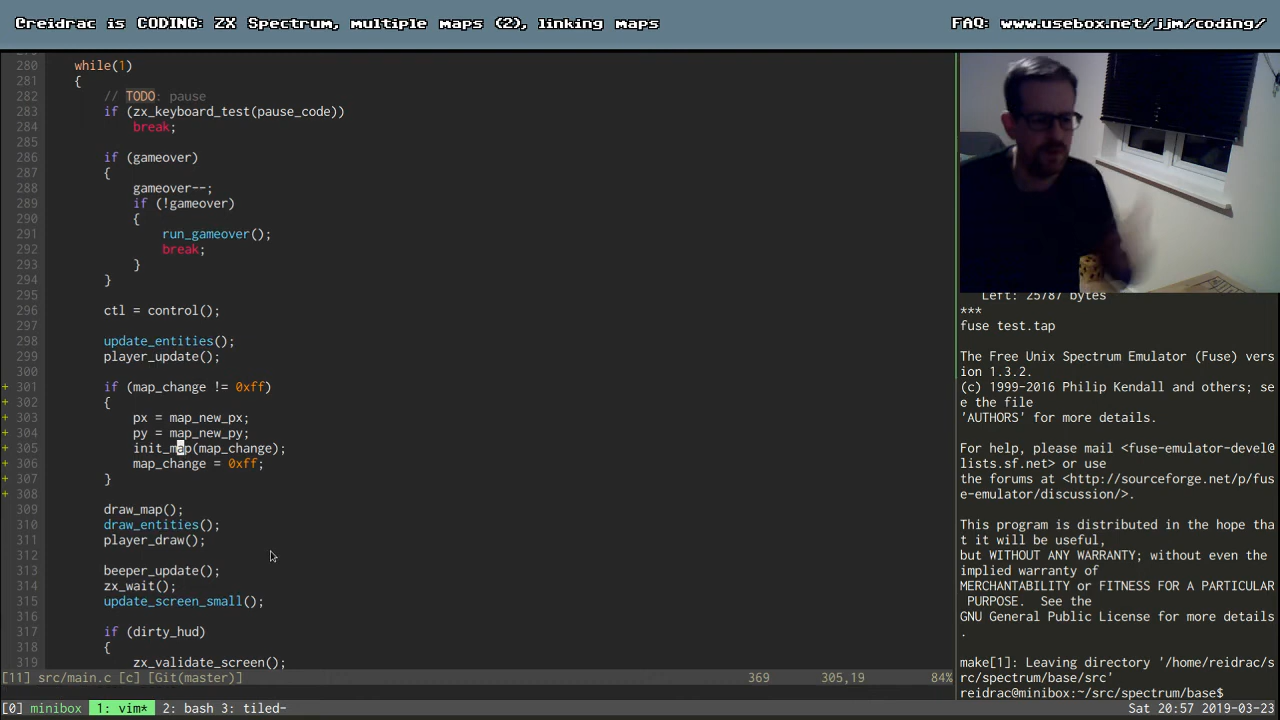 Creidrac is CODING: ZX Spectrum, multiple maps (2), linking maps
FAQ: www.usebox.net/jjm/coding/
280     while(1)
281     {
282         // TODO: pause
283         if (zx_keyboard_test(pause_code))
284             break;
285
286         if (gameover)
287         {
288             gameover--;
289             if (!gameover)
290             {
291                 run_gameover();
292                 break;
293             }
294         }
295
296         ctl = control();
297
298         update_entities();
299         player_update();
300
+ 301         if (map_change != 0xff)
+ 302         {
+ 303             px = map_new_px;
+ 304             py = map_new_py;
+ 305             init_map(map_change);
+ 306             map_change = 0xff;
+ 307         }
+ 308
309         draw_map();
310         draw_entities();
311         player_draw();
312
313         beeper_update();
314         zx_wait();
315         update_screen_small();
316
317         if (dirty_hud)
318         {
319             zx_validate_screen();
[11] src/main.c [c] [Git(master)] 369 305,19 84%
Left: 25787 bytes
***
fuse test.tap
The Free Unix Spectrum Emulator (Fuse) vers
ion 1.3.2.
(c) 1999-2016 Philip Kendall and others; se
e the file
'AUTHORS' for more details.
For help, please mail <fuse-emulator-devel@
lists.sf.net> or use
the forums at <http://sourceforge.net/p/fus
e-emulator/discussion/>.
This program is distributed in the hope tha
t it will be useful,
but WITHOUT ANY WARRANTY; without even the
implied warranty of
MERCHANTABILITY or FITNESS FOR A PARTICULAR
PURPOSE.  See the
GNU General Public License for more details
.
make[1]: Leaving directory '/home/reidrac/s
rc/spectrum/base/src'
reidrac@minibox:~/src/spectrum/base$
[0] minibox 1: vim* 2: bash 3: tiled- Sat 20:57 2019-03-23